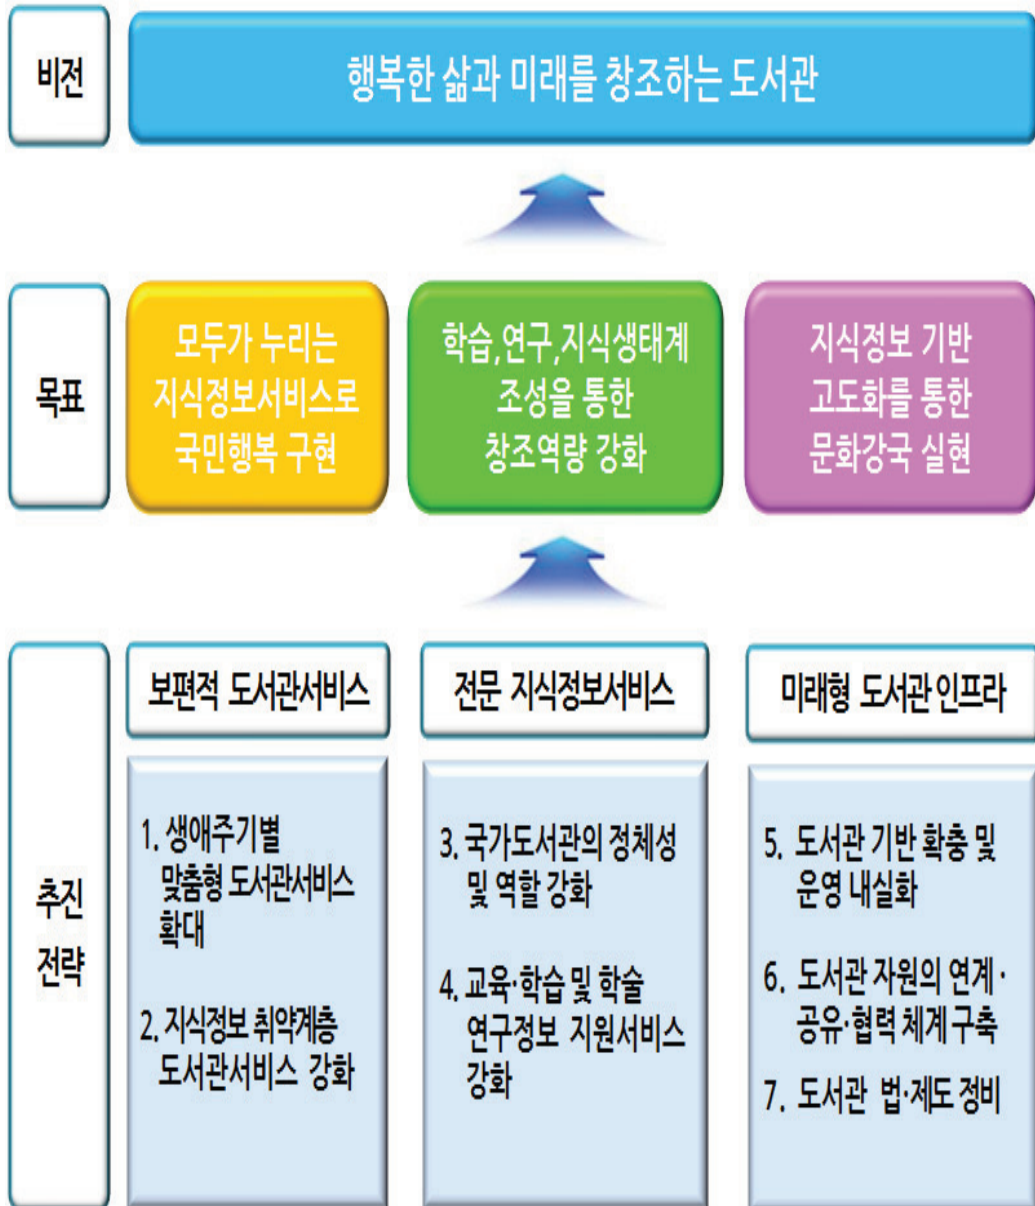 비전
행복한 삶과 미래를 창조하는 도서관
목표
모두가 누리는
지식정보서비스로
국민행복 구현
학습,연구,지식생태계
조성을 통한
창조역량 강화
지식정보 기반
고도화를 통한
문화강국 실현
추진
전략
보편적 도서관서비스
1. 생애주기별
맞춤형 도서관서비스
확대
2. 지식정보 취약계층
도서관서비스 강화
전문 지식정보서비스
3. 국가도서관의 정체성
및 역할 강화
4. 교육·학습 및 학술
연구정보 지원서비스
강화
미래형 도서관 인프라
5. 도서관 기반 확충 및
운영 내실화
6. 도서관 자원의 연계·
공유·협력 체계 구축
7. 도서관 법·제도 정비